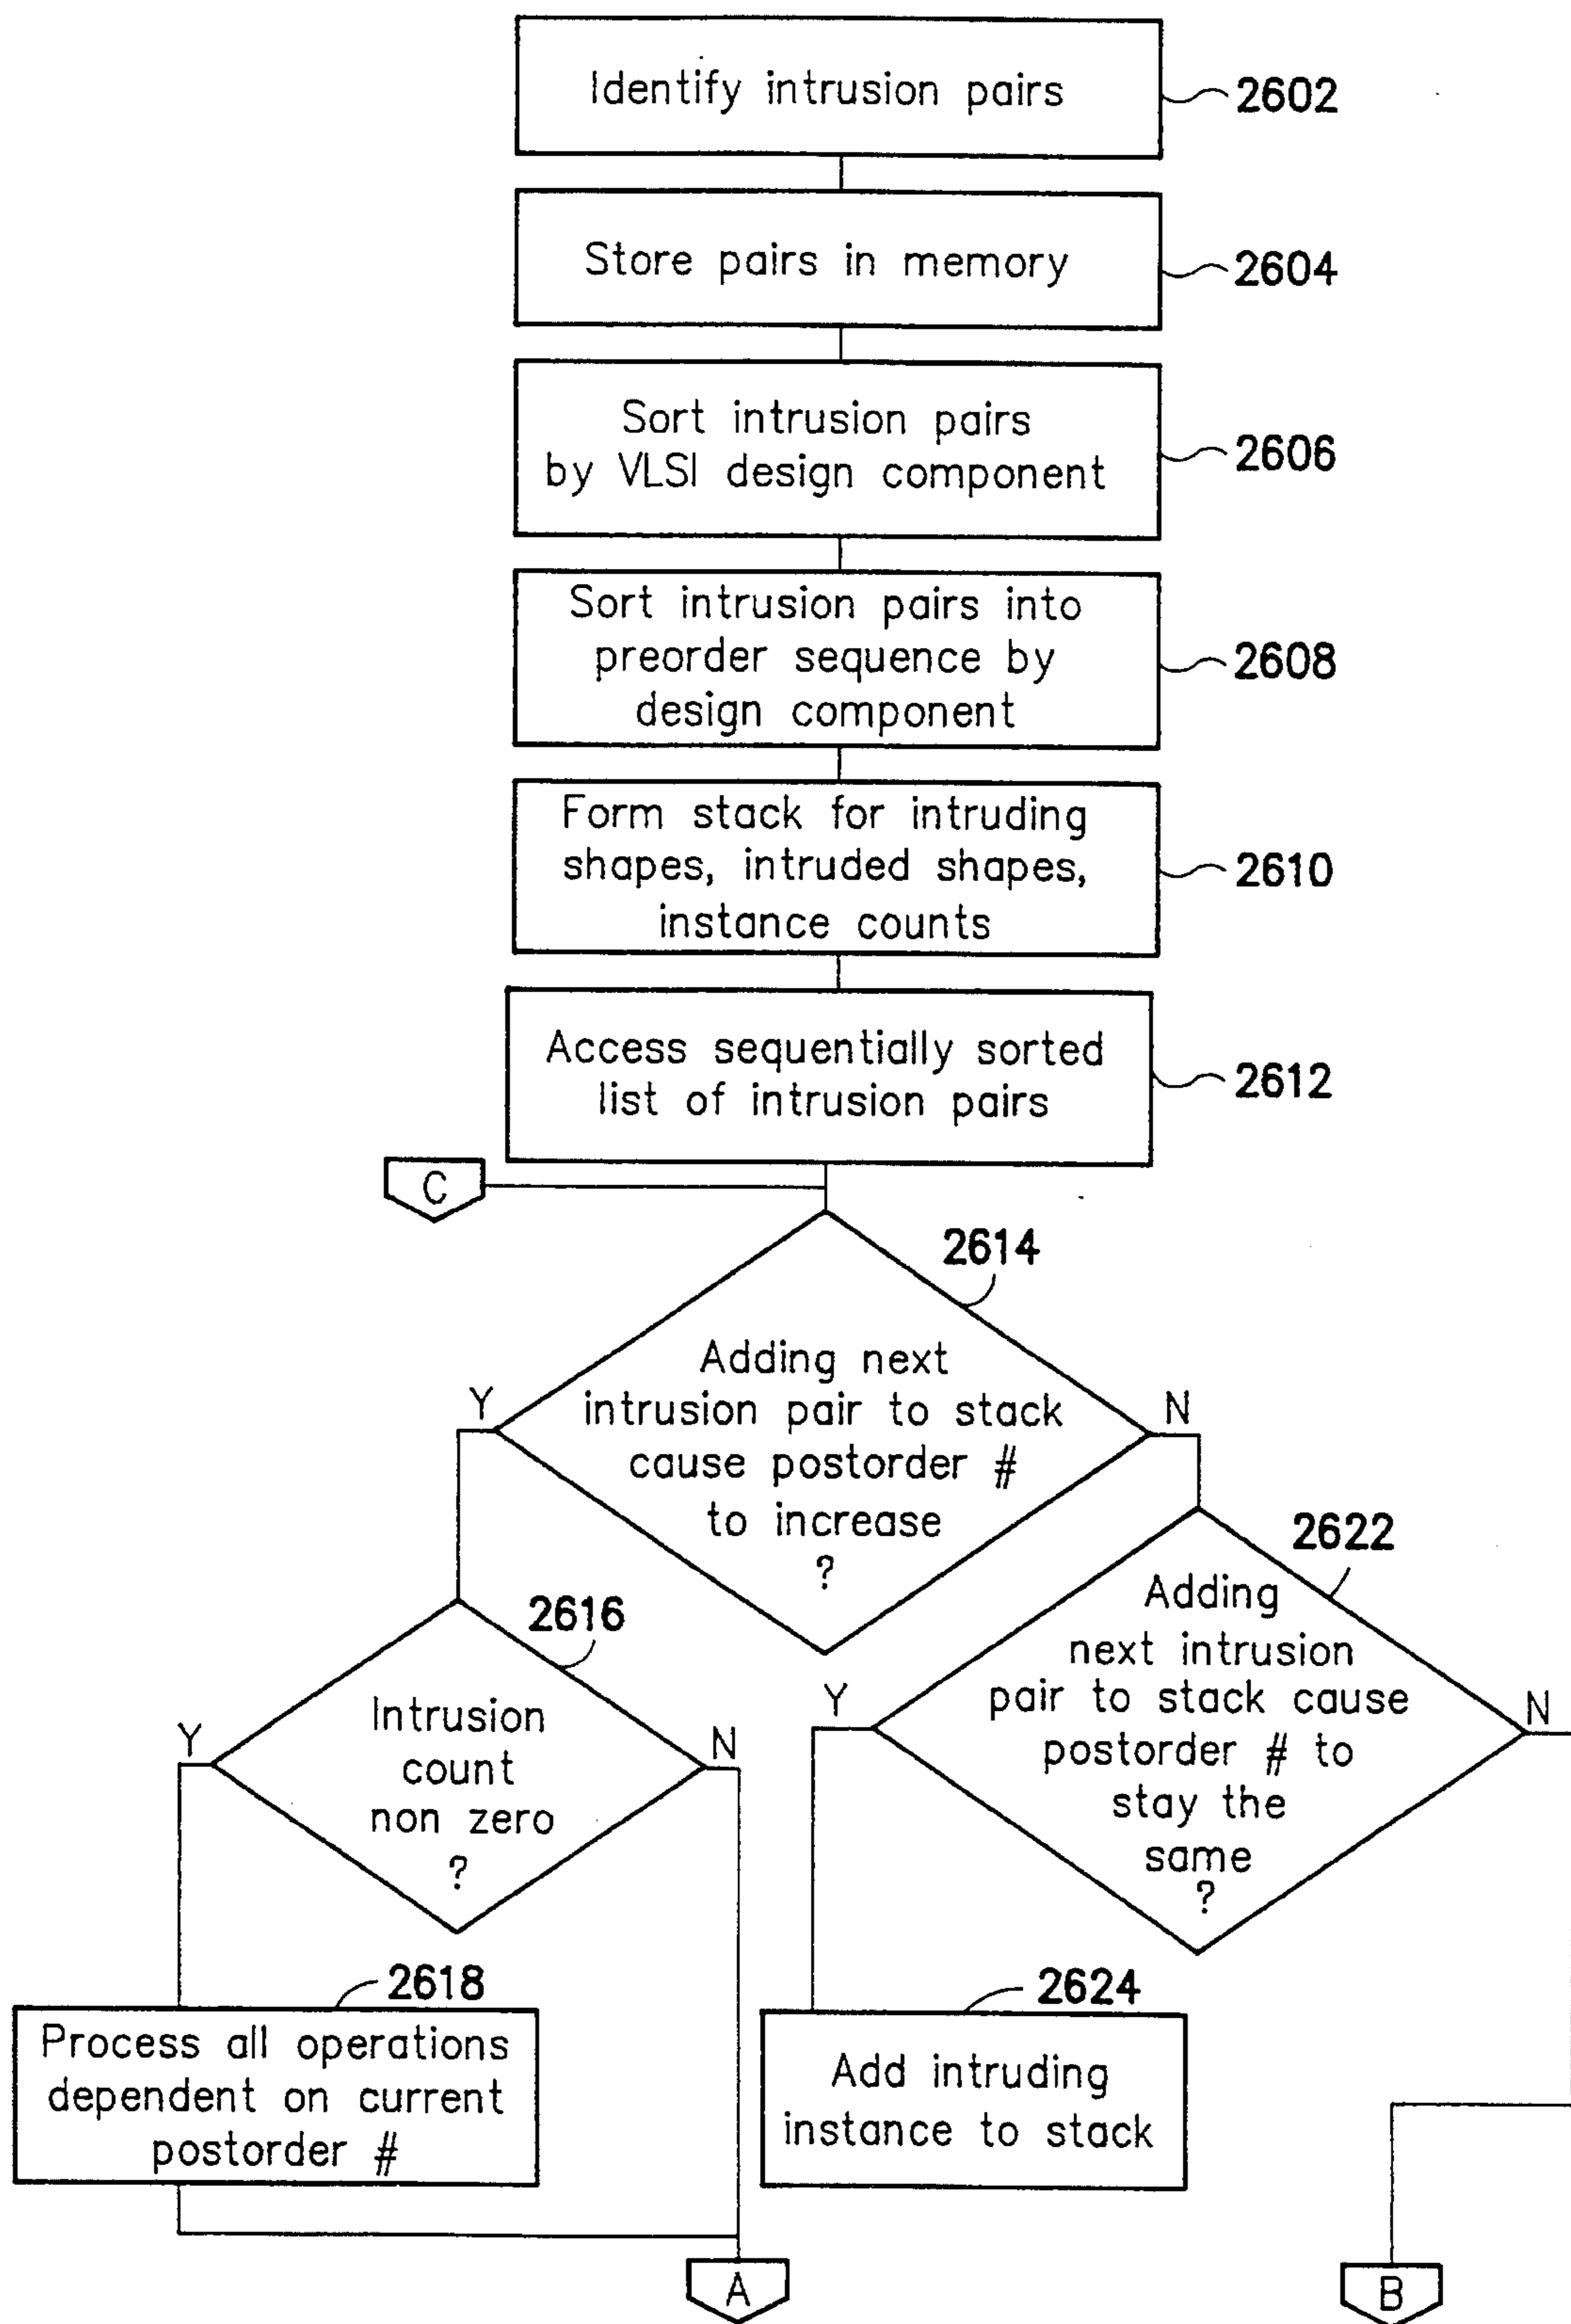 Identify intrusion pairs
2602
Store pairs in memory
2604
Sort intrusion pairs
by VLSI design component
2606
Sort intrusion pairs into
preorder sequence by
design component
2608
Form stack for intruding
shapes, intruded shapes,
instance counts
2610
Access sequentially sorted
list of intrusion pairs
2612
C
2614
Adding next
intrusion pair to stack
cause postorder #
to increase
?
Y
N
2616
Intrusion
count
non zero
?
Y
N
2622
Adding
next intrusion
pair to stack cause
postorder # to
stay the
same
?
Y
N
2618
Process all operations
dependent on current
postorder #
2624
Add intruding
instance to stack
A
B